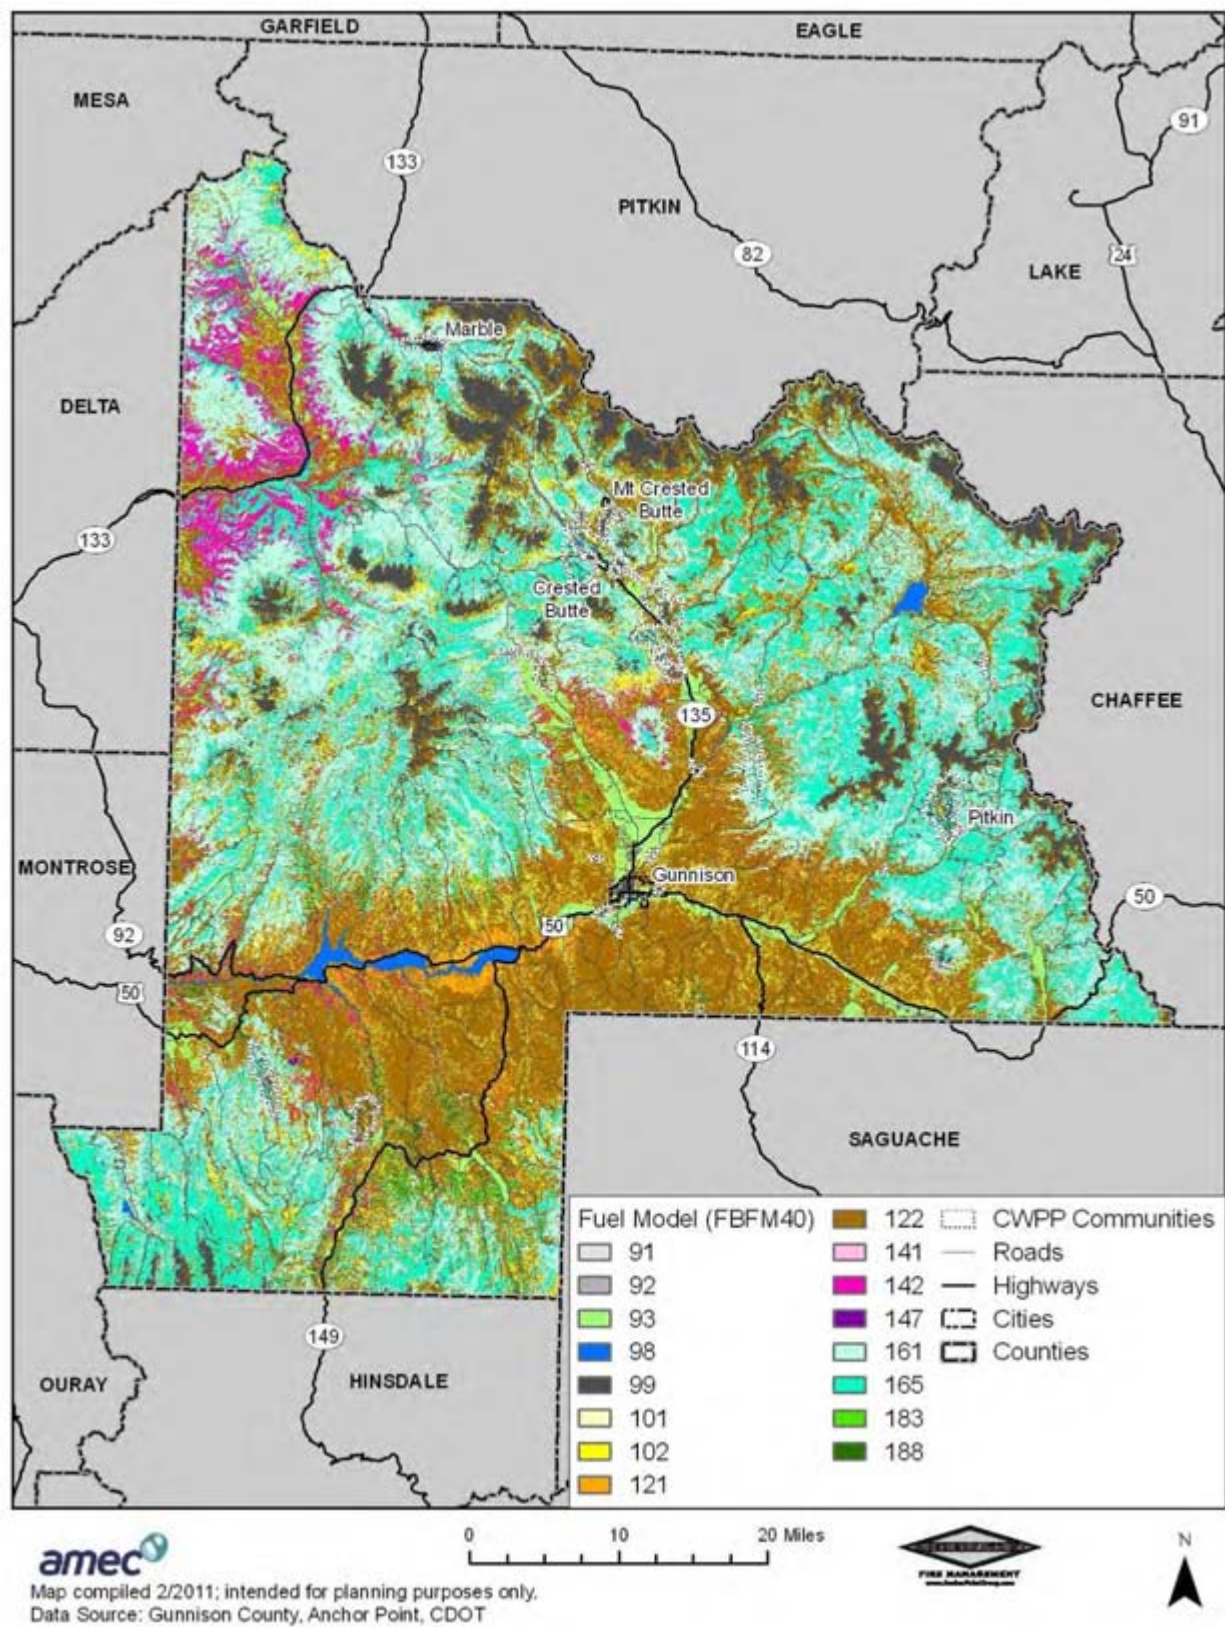 GARFIELD
EAGLE
MESA
91
133
PITKIN
82
24
LAKE
Marble
DELTA
Mt Crested
Butte
133
Crested
Butte
135
CHAFFEE
Pitkin
MONTROSE
Gunnison
50
50
92
50
114
SAGUACHE
149
OURAY
HINSDALE
Fuel Model (FBFM40)
91
92
93
98
99
101
102
121
122
141
142
147
161
165
183
188
CWPP Communities
Roads
Highways
Cities
Counties
0 10 20 Miles
amec
FIRE MANAGEMENT
N
Map compiled 2/2011; intended for planning purposes only.
Data Source: Gunnison County, Anchor Point, CDOT